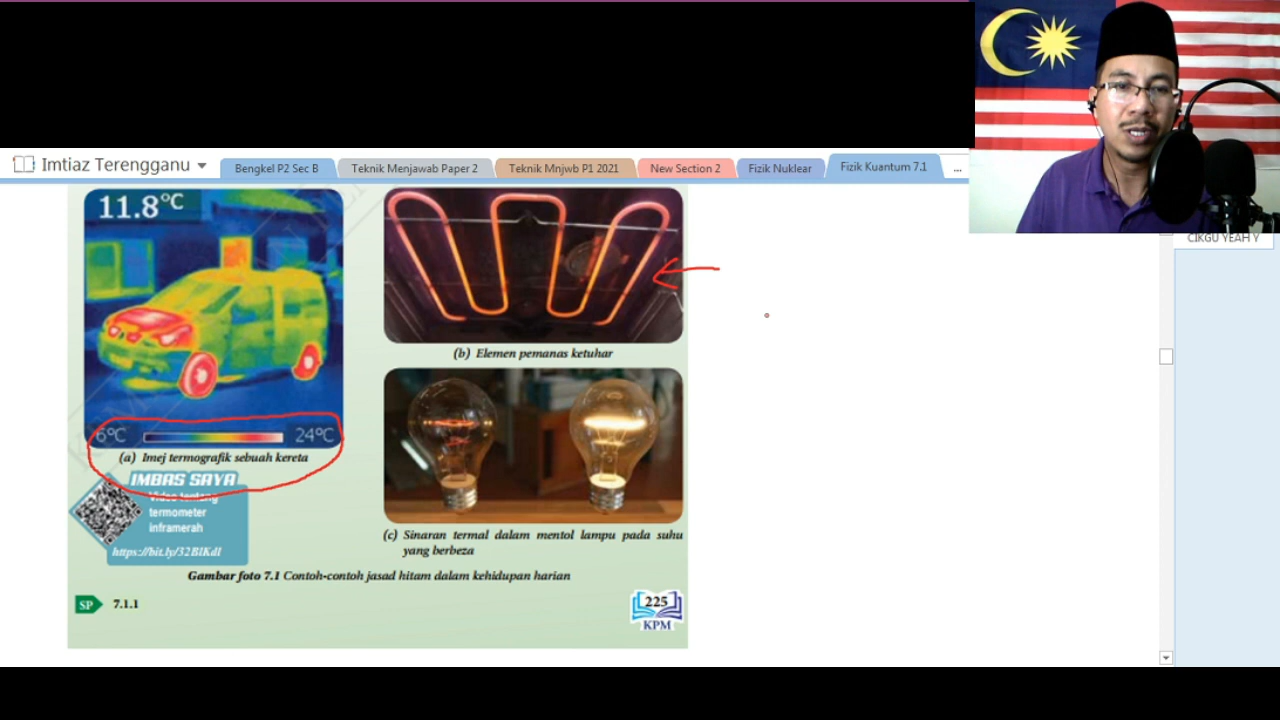 Imtiaz Terengganu
Bengkel P2 Sec B
Teknik Menjawab Paper 2
Teknik Mnjwb P1 2021
New Section 2
Fizik Nuklear
Fizik Kuantum 7.1
...
CIKGU YEAH Y
11.8°C
6°C
24°C
(a) Imej termografik sebuah kereta
(b) Elemen pemanas ketuhar
IMBAS SAYA
Video tentang
termometer
inframerah
https://bit.ly/32BlKdl
(c) Sinaran termal dalam mentol lampu pada suhu
yang berbeza
Gambar foto 7.1 Contoh-contoh jasad hitam dalam kehidupan harian
SP 7.1.1
225
KPM